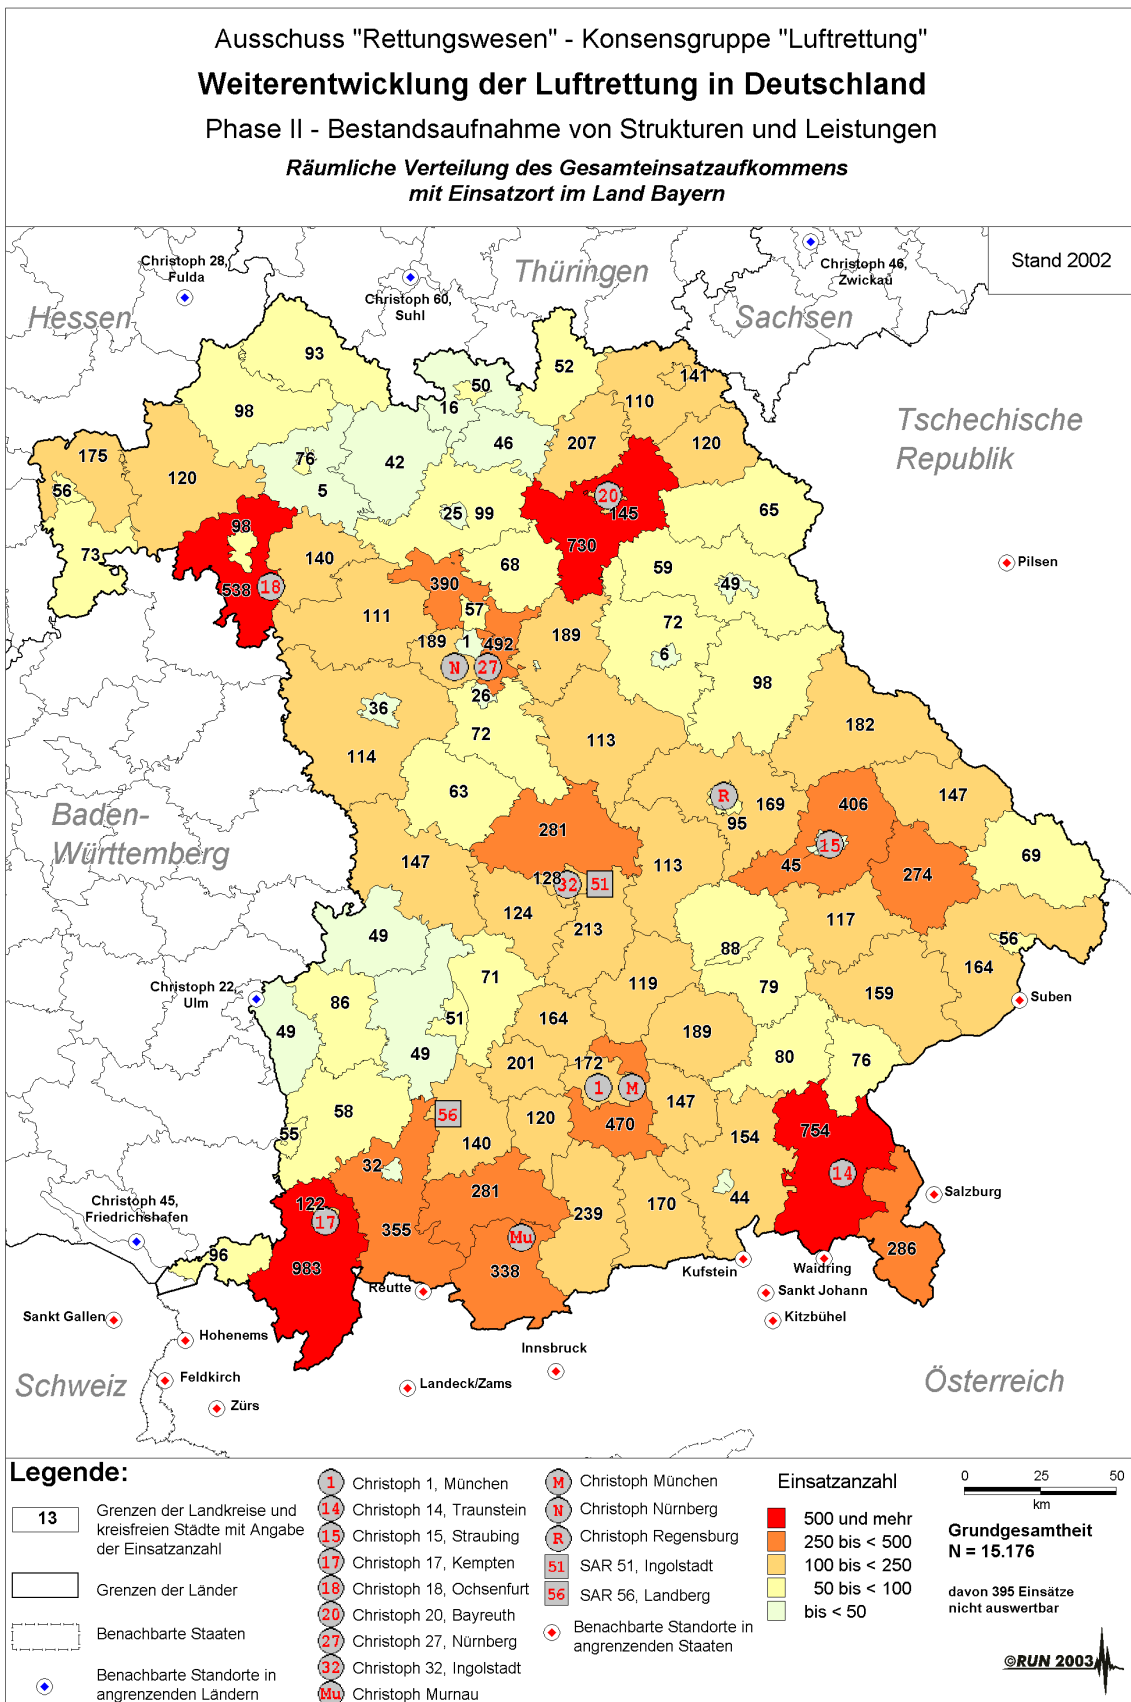 Ausschuss "Rettungswesen" - Konsensgruppe "Luftrettung"
Weiterentwicklung der Luftrettung in Deutschland
Phase II - Bestandsaufnahme von Strukturen und Leistungen
Räumliche Verteilung des Gesamteinsatzaufkommens
mit Einsatzort im Land Bayern
Stand 2002
Christoph 28,
Fulda
Christoph 60,
Suhl
Thüringen
Christoph 46,
Zwickau
Hessen
Sachsen
93
52
50
141
16
110
98
Tschechische
Republik
175
120
76
42
46
207
120
56
5
20
25
99
145
65
98
73
140
68
730
59
Pilsen
538
18
390
49
111
57
72
189
1
492
189
6
N
27
98
36
26
72
182
114
113
63
R
169
406
147
95
Baden-
Württemberg
281
15
147
113
45
274
69
128
32
51
124
213
117
49
88
56
71
164
Christoph 22,
Ulm
86
119
79
159
Suben
49
51
164
189
49
201
172
80
76
1
M
58
56
120
470
147
754
55
140
154
32
14
Christoph 45,
Friedrichshafen
122
281
44
Salzburg
17
355
239
170
96
Mu
286
983
338
Kufstein
Waidring
Reutte
Sankt Johann
Sankt Gallen
Kitzbühel
Hohenems
Innsbruck
Schweiz
Feldkirch
Landeck/Zams
Österreich
Zürs
Legende:
13
Grenzen der Landkreise und
kreisfreien Städte mit Angabe
der Einsatzanzahl
Grenzen der Länder
Benachbarte Staaten
Benachbarte Standorte in
angrenzenden Ländern
1 Christoph 1, München
14 Christoph 14, Traunstein
15 Christoph 15, Straubing
17 Christoph 17, Kempten
18 Christoph 18, Ochsenfurt
20 Christoph 20, Bayreuth
27 Christoph 27, Nürnberg
32 Christoph 32, Ingolstadt
Mu Christoph Murnau
M Christoph München
N Christoph Nürnberg
R Christoph Regensburg
51 SAR 51, Ingolstadt
56 SAR 56, Landberg
Benachbarte Standorte in
angrenzenden Staaten
Einsatzanzahl
500 und mehr
250 bis < 500
100 bis < 250
50 bis < 100
bis < 50
0 25 50
km
Grundgesamtheit
N = 15.176
davon 395 Einsätze
nicht auswertbar
©RUN 2003